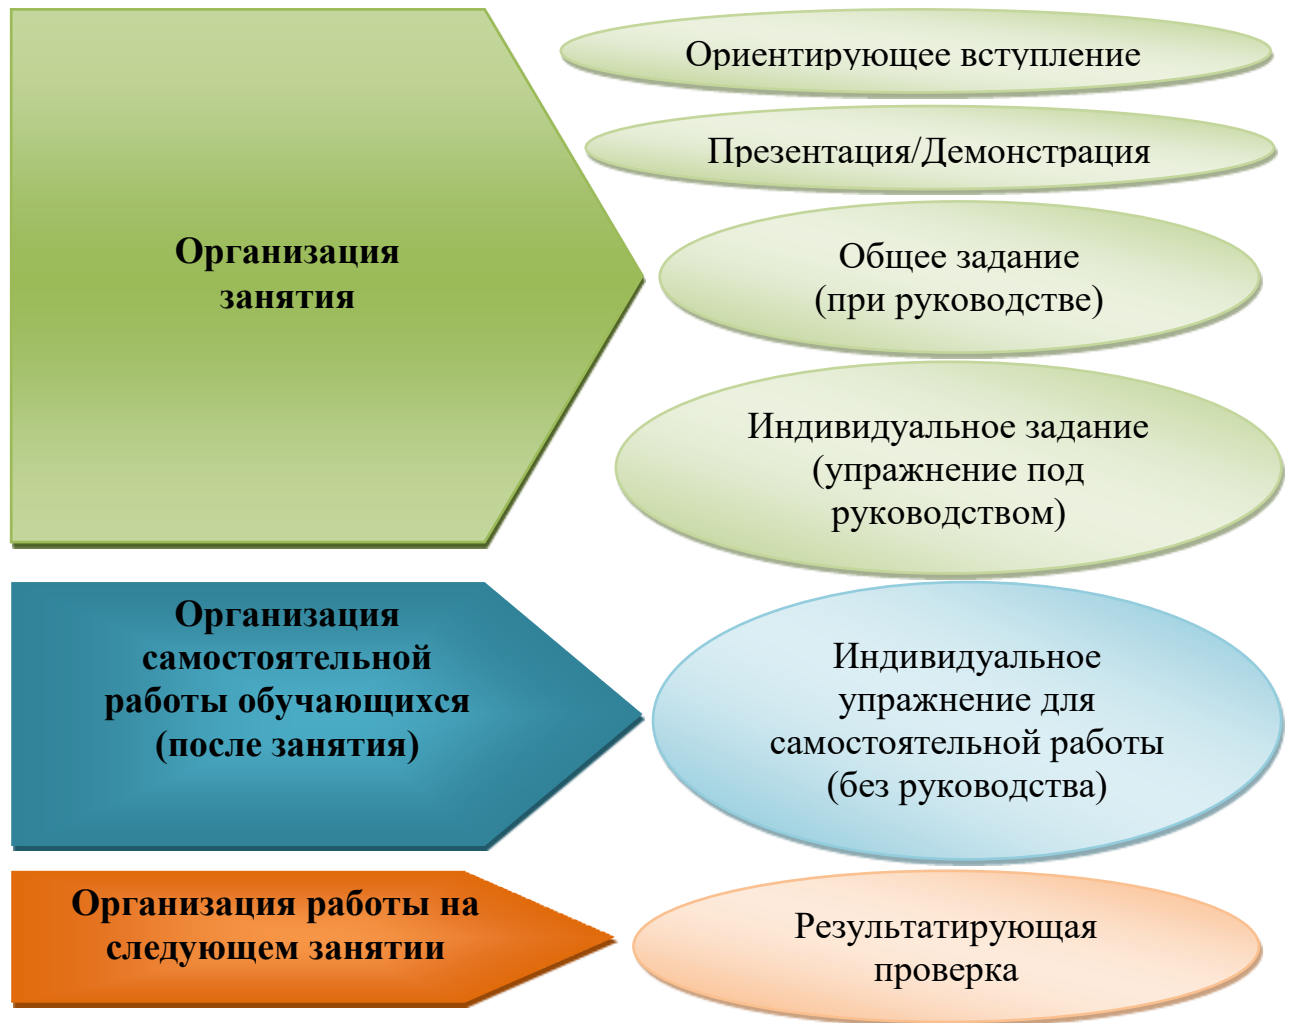 Организация
занятия
Ориентирующее вступление
Презентация/Демонстрация
Общее задание
(при руководстве)
Индивидуальное задание
(упражнение под
руководством)
Организация
самостоятельной
работы обучающихся
(после занятия)
Индивидуальное
упражнение для
самостоятельной работы
(без руководства)
Организация работы на
следующем занятии
Результатирующая
проверка